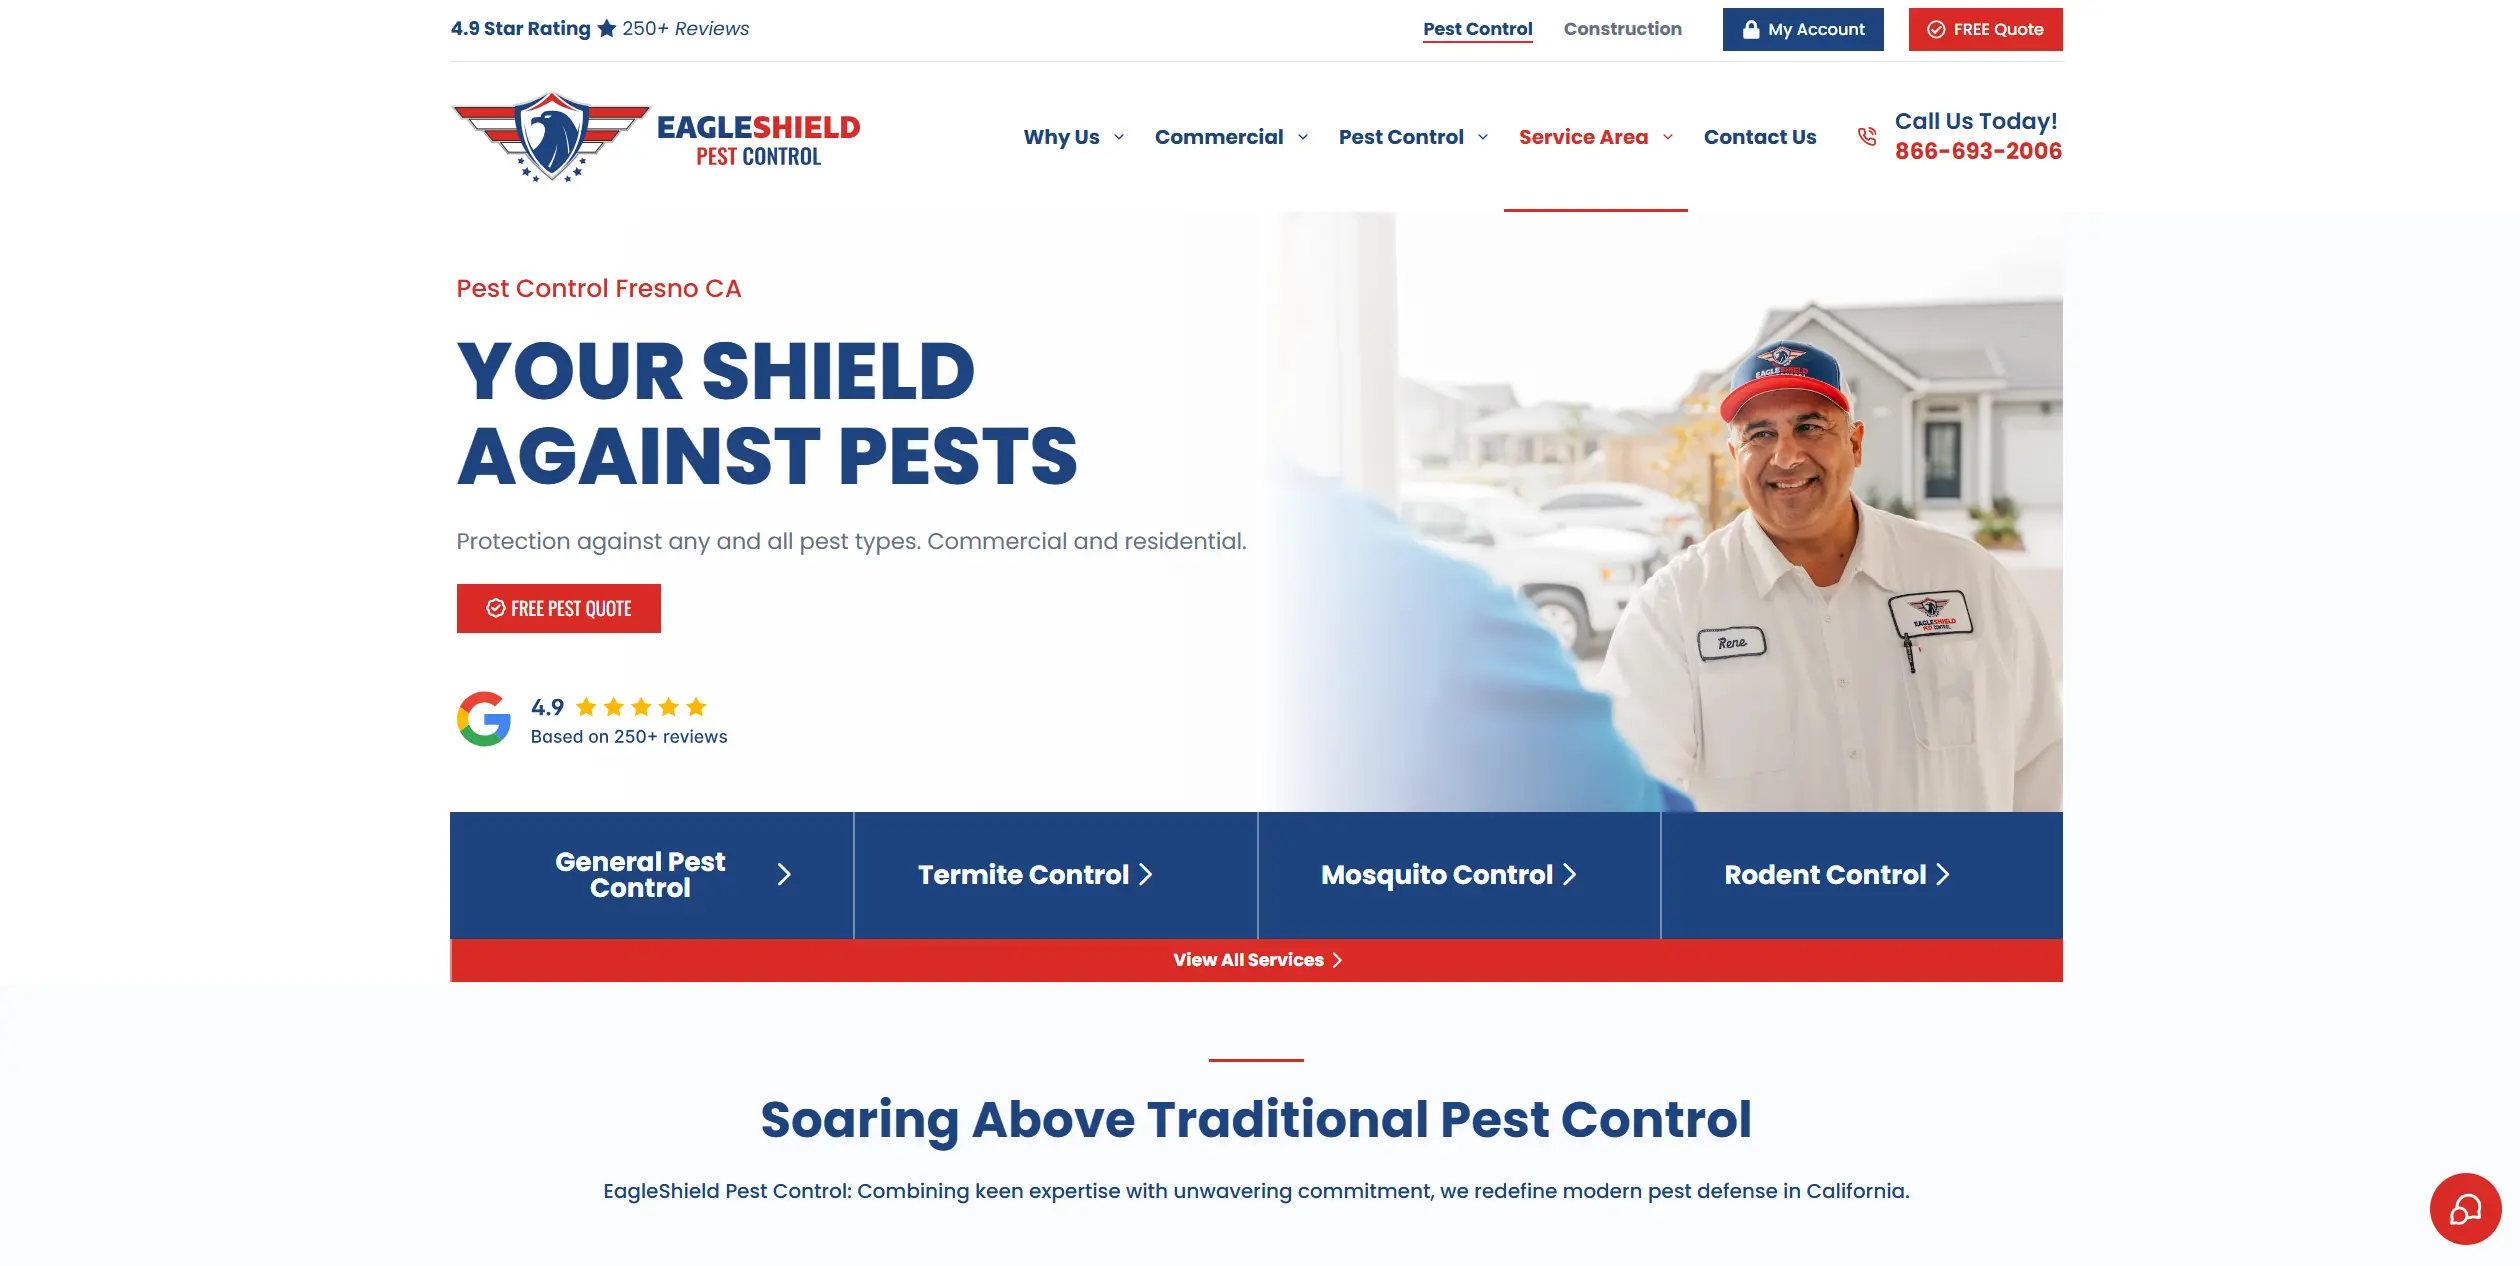 4.9 Star Rating 250+ Reviews
Pest Control Construction My Account FREE Quote
EAGLESHIELD
PEST CONTROL
Why Us Commercial Pest Control Service Area Contact Us
Call Us Today!
866-693-2006
Pest Control Fresno CA
YOUR SHIELD
AGAINST PESTS
Protection against any and all pest types. Commercial and residential.
FREE PEST QUOTE
4.9
Based on 250+ reviews
EAGLESHIELD
Rene
EAGLESHIELD
PEST CONTROL
General Pest
Control
Termite Control
Mosquito Control
Rodent Control
View All Services
Soaring Above Traditional Pest Control
EagleShield Pest Control: Combining keen expertise with unwavering commitment, we redefine modern pest defense in California.